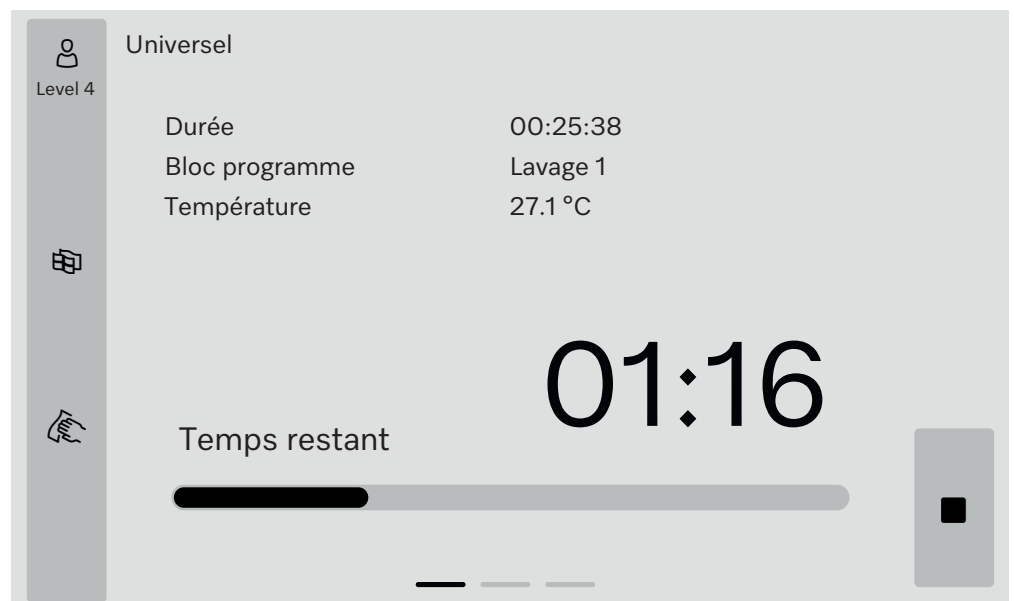 Level 4
Universel
Durée 00:25:38
Bloc programme Lavage 1
Température 27.1 °C
01:16
Temps restant